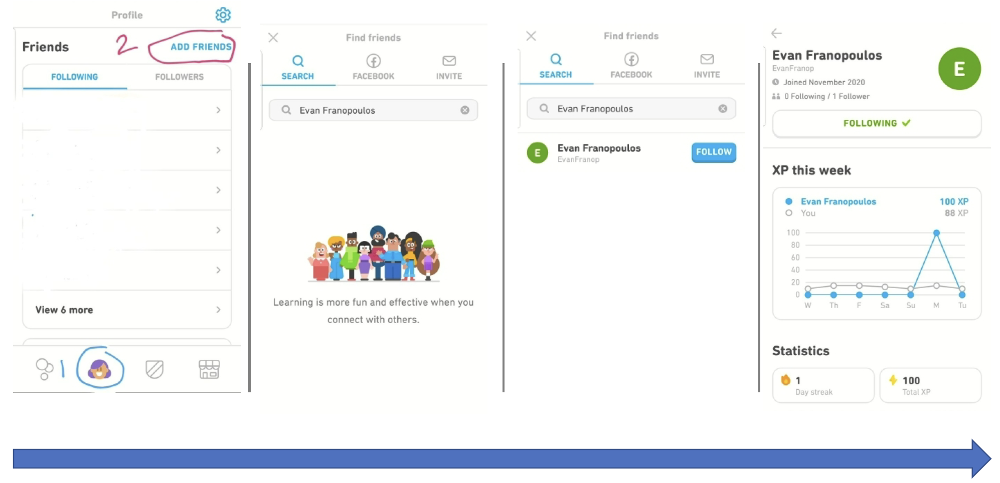 Profile
Friends
2
ADD FRIENDS
FOLLOWING
FOLLOWERS
View 6 more
1
Find friends
SEARCH
FACEBOOK
INVITE
Evan Franopoulos
Learning is more fun and effective when you
connect with others.
Find friends
SEARCH
FACEBOOK
INVITE
Evan Franopoulos
E
Evan Franopoulos
EvanFranop
FOLLOW
Evan Franopoulos
EvanFranop
Joined November 2020
0 Following / 1 Follower
E
FOLLOWING
XP this week
Evan Franopoulos 100 XP
You 88 XP
100
80
60
40
20
0
W Th F Sa Su M Tu
Statistics
1
Day streak
100
Total XP